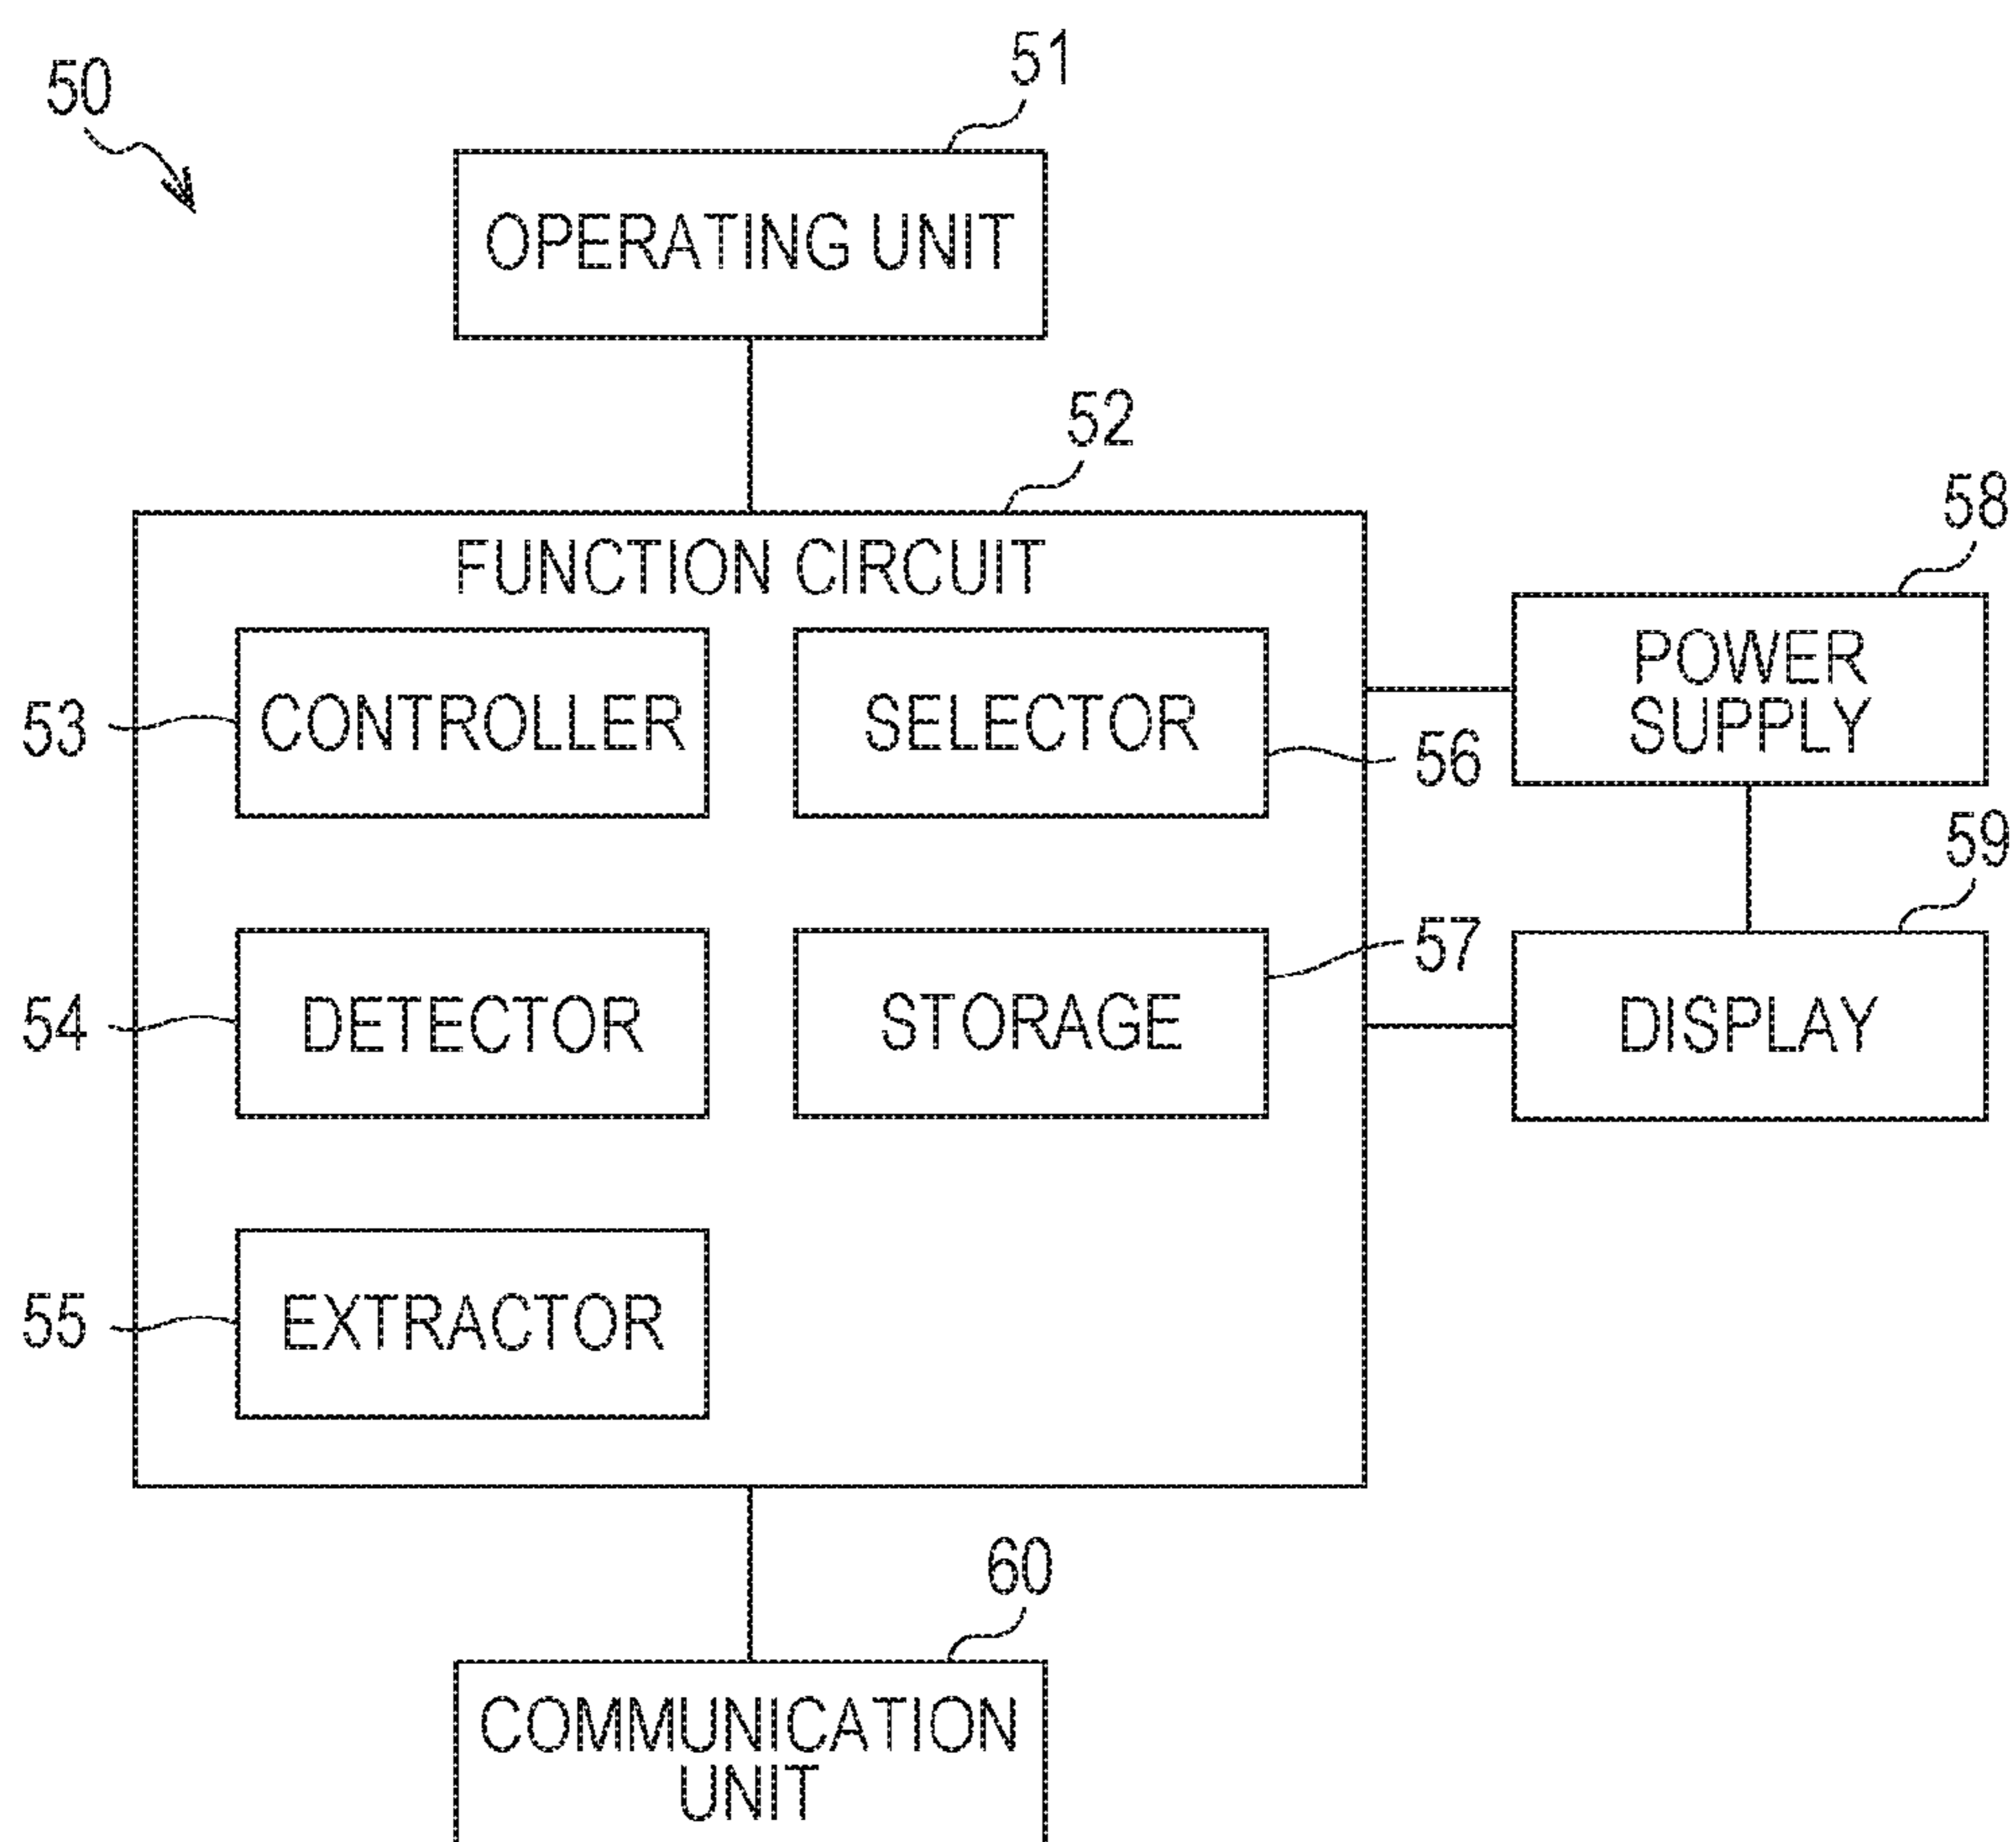 50
51
OPERATING UNIT
52
FUNCTION CIRCUIT
58
POWER
SUPPLY
53
CONTROLLER
SELECTOR
56
59
57
54
DETECTOR
STORAGE
DISPLAY
55
EXTRACTOR
60
COMMUNICATION
UNIT